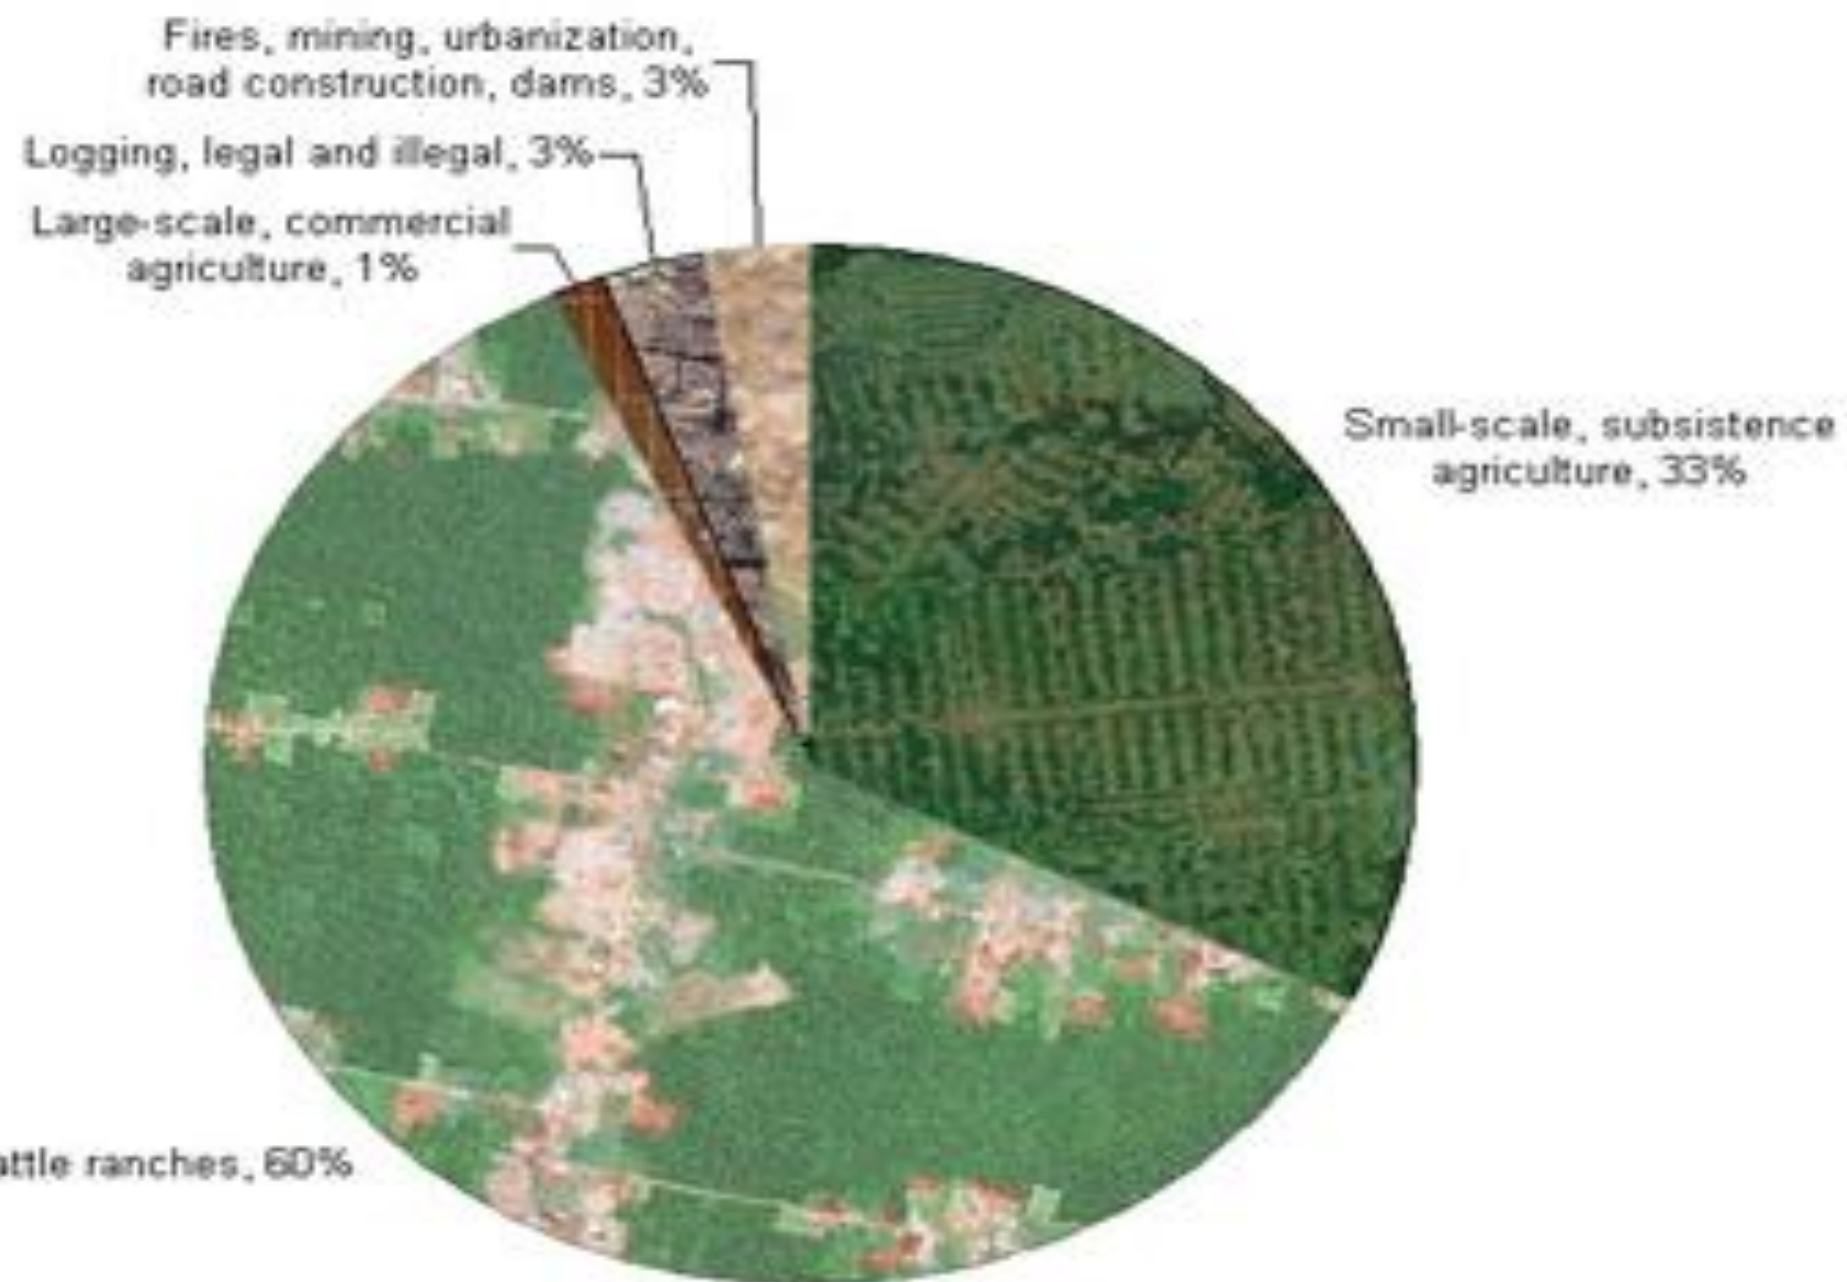 Fires, mining, urbanization,
road construction, dams, 3%
Logging, legal and illegal, 3%
Large-scale, commercial
agriculture, 1%
Small-scale, subsistence
agriculture, 33%
attle ranches, 60%